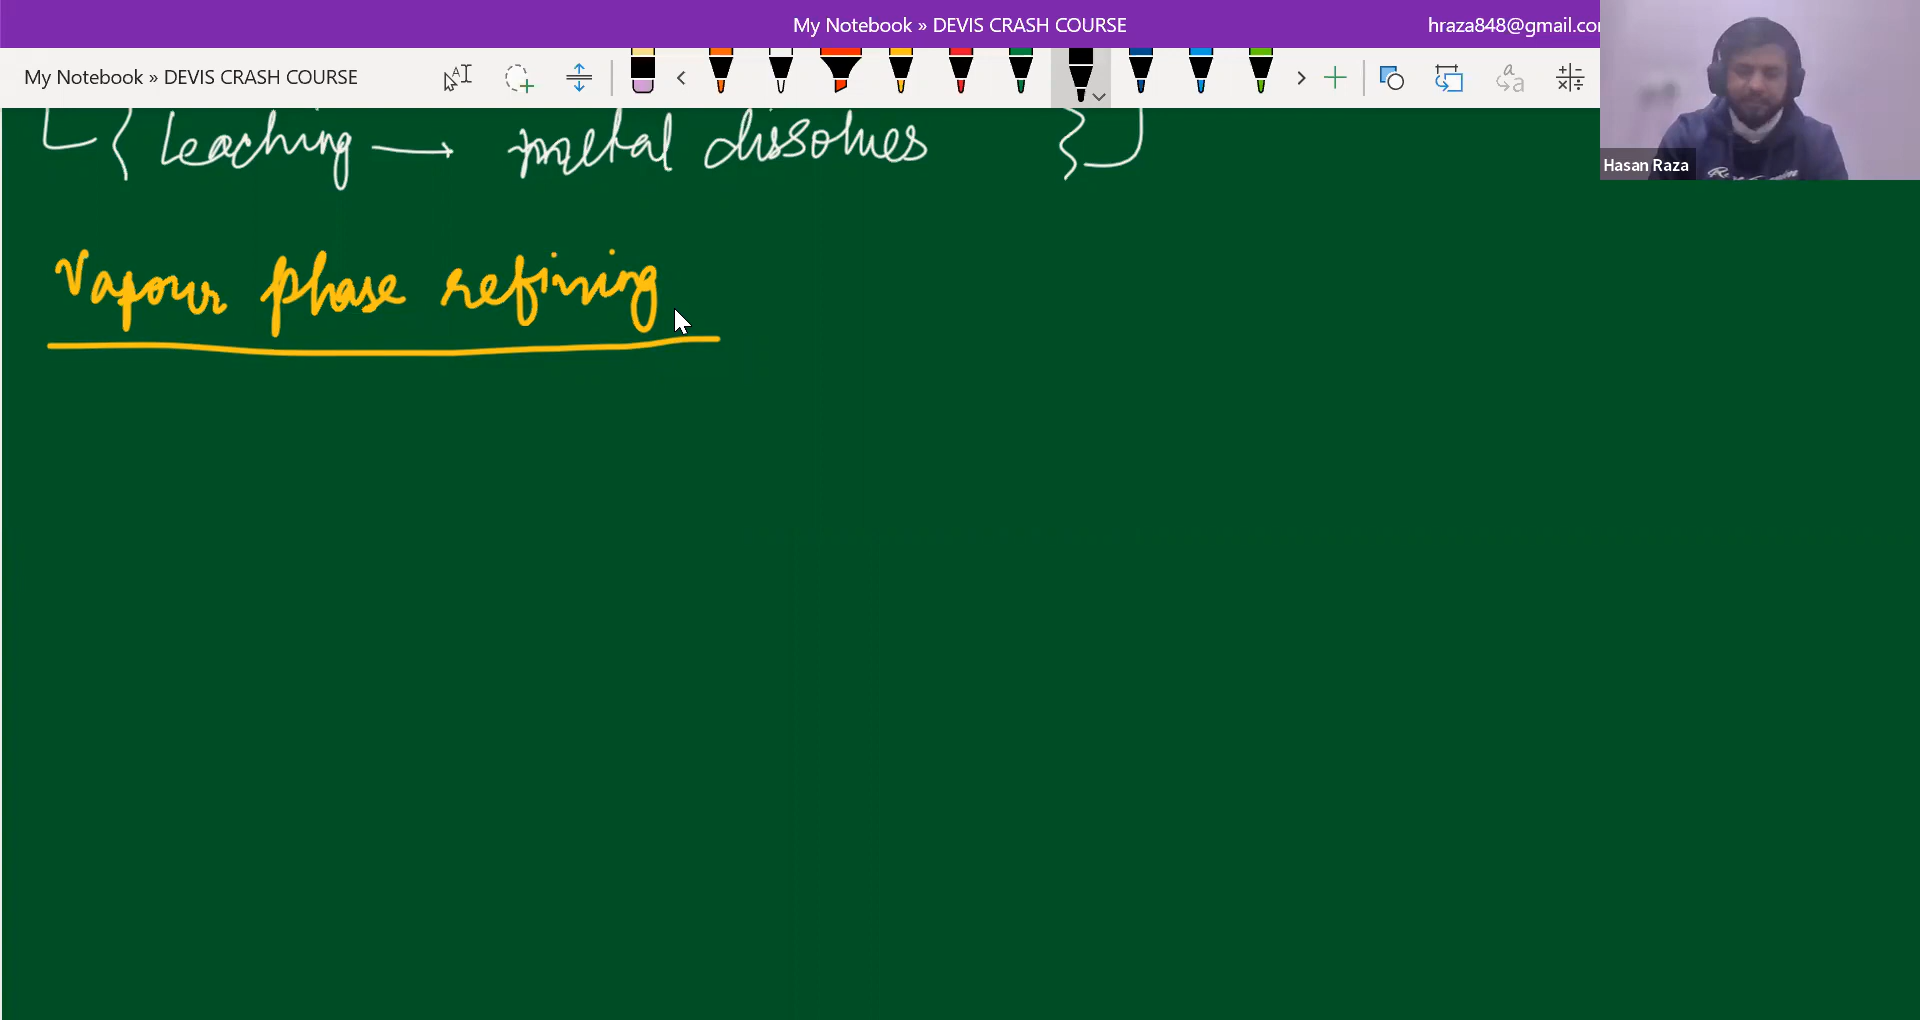 My Notebook » DEVIS CRASH COURSE
hraza848@gmail.co
My Notebook » DEVIS CRASH COURSE
Hasan Raza
leaching → metal dissolves
Vapour phase refining